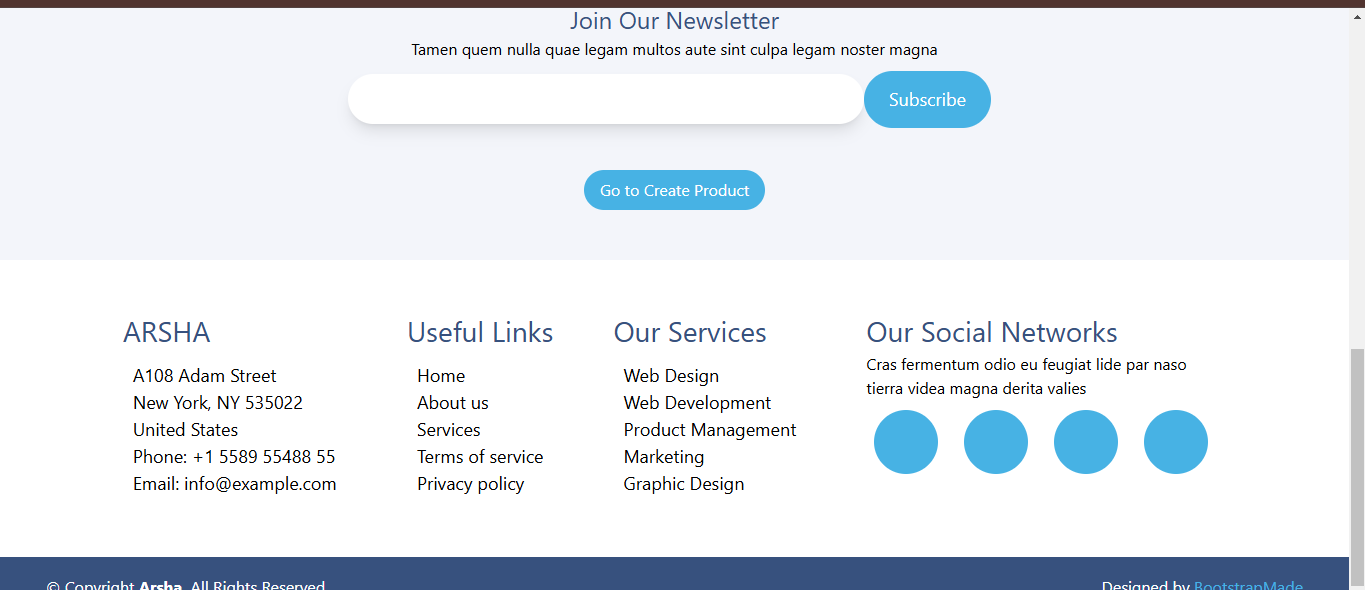 Join Our Newsletter
Tamen quem nulla quae legam multos aute sint culpa legam noster magna
Subscribe
Go to Create Product
ARSHA
A108 Adam Street
New York, NY 535022
United States
Phone: +1 5589 55488 55
Email: info@example.com
Useful Links
Home
About us
Services
Terms of service
Privacy policy
Our Services
Web Design
Web Development
Product Management
Marketing
Graphic Design
Our Social Networks
Cras fermentum odio eu feugiat lide par naso
tierra videa magna derita valies
© Copyright Arsha. All Rights Reserved
Designed by BootstrapMade